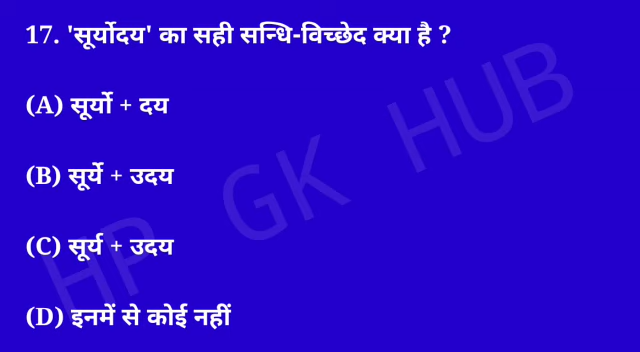 17. 'सूर्योदय' का सही सन्धि-विच्छेद क्या है ?
(A) सूर्यो + दय
(B) सूर्ये + उदय
(C) सूर्य + उदय
(D) इनमें से कोई नहीं
HP GK HUB